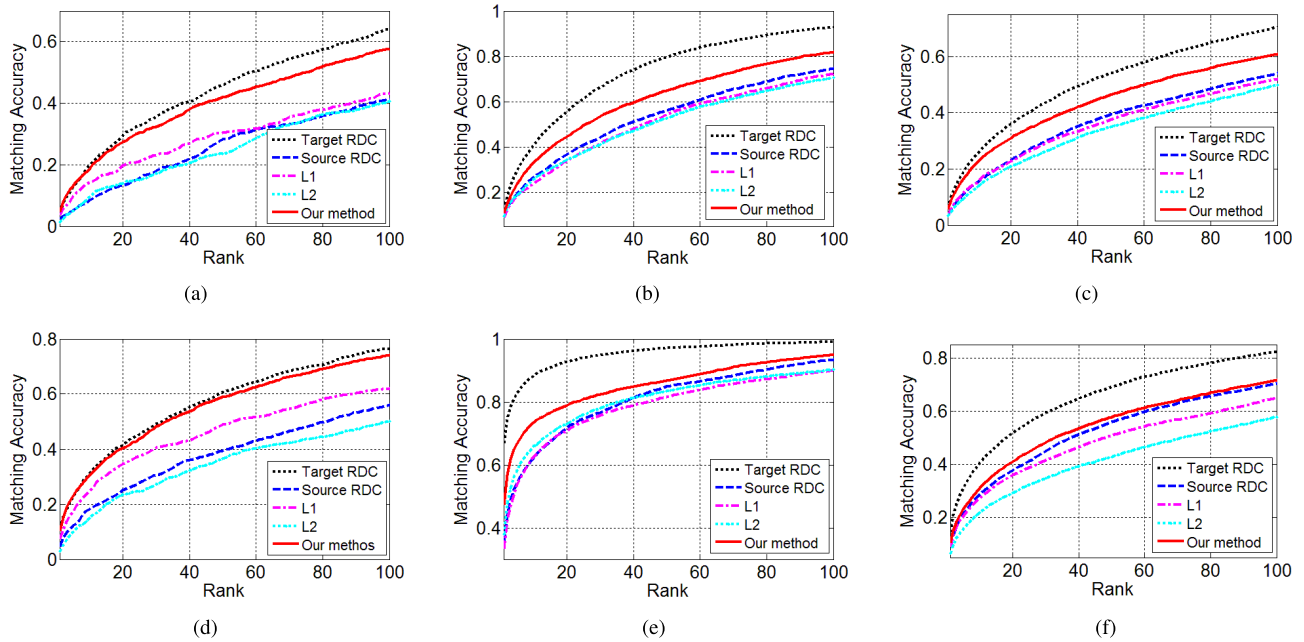 Matching Accuracy
0.6
0.4
0.2
0
20
40
60
80
100
Rank
Target RDC
Source RDC
L1
L2
Our method
(a)
Matching Accuracy
1
0.8
0.6
0.4
0.2
20
40
60
80
100
Rank
Target RDC
Source RDC
L1
L2
Our method
(b)
Matching Accuracy
0.6
0.4
0.2
0
20
40
60
80
100
Rank
Target RDC
Source RDC
L1
L2
Our method
(c)
Matching Accuracy
0.8
0.6
0.4
0.2
0
20
40
60
80
100
Rank
Target RDC
Source RDC
L1
L2
Our methos
(d)
Matching Accuracy
1
0.8
0.6
0.4
20
40
60
80
100
Rank
Target RDC
Source RDC
L1
L2
Our method
(e)
Matching Accuracy
0.8
0.6
0.4
0.2
20
40
60
80
100
Rank
Target RDC
Source RDC
L1
L2
Our method
(f)